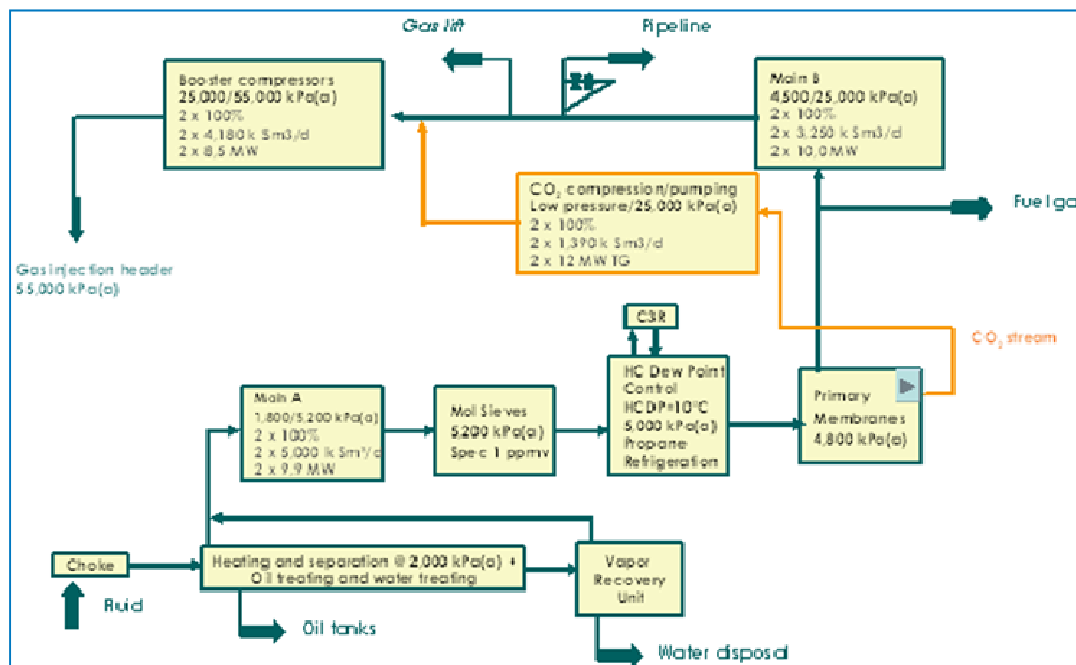 Gas lift
Pipeline
Booster compressors
25,000/55,000 kPa(a)
2 x 100%
2 x 4,180 k Sm3/d
2 x 8,5 MW
Main B
4,500/25,000 kPa(a)
2 x 100%
2 x 3,250 k Sm3/d
2 x 10,0 MW
CO2 compression/pumping
Low pressure/25,000 kPa(a)
2 x 100%
2 x 1,390 k Sm3/d
2 x 12 MW TG
Fuel ga
Gas injection header
55,000 kPa(a)
C3R
CO2 stream
Main A
1,800/5,200 kPa(a)
2 x 100%
2 x 5,000 k Sm³/d
2 x 9,9 MW
Mol Sieves
5,200 kPa(a)
Spec 1 ppmv
HC Dew Point
Control
HCDP=10°C
5,000 kPa(a)
Propane
Refrigeration
Primary
Membranes
4,800 kPa(a)
Choke
Heating and separation @ 2,000 kPa(a) +
Oil treating and water treating
Vapor
Recovery
Unit
Fluid
Oil tanks
Water disposal